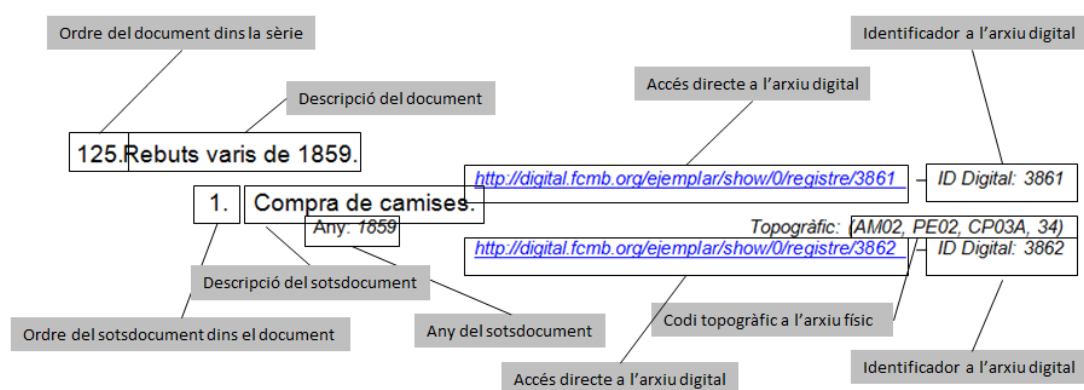 Ordre del document dins la sèrie
Identificador a l'arxiu digital
Accés directe a l'arxiu digital
Descripció del document
125.Rebuts varis de 1859.
http://digital.fcmb.org/ejemplar/show/0/registre/3861 – ID Digital: 3861
1. Compra de camises.
Any: 1859
Topogràfic: (AM02, PE02, CP03A, 34)
http://digital.fcmb.org/ejemplar/show/0/registre/3862 – ID Digital: 3862
Descripció del sotsdocument
Ordre del sotsdocument dins el document
Any del sotsdocument
Codi topogràfic a l'arxiu físic
Accés directe a l'arxiu digital
Identificador a l'arxiu digital